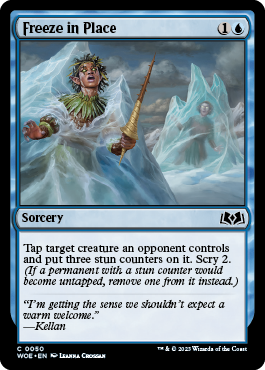 Freeze in Place 1
Sorcery
Tap target creature an opponent controls
and put three stun counters on it. Scry 2.
(If a permanent with a stun counter would
become untapped, remove one from it instead.)
“I’m getting the sense we shouldn’t expect a
warm welcome.”
—Kellan
C 0050
WOE • EN LEANNA CROSSAN
™ & © 2023 Wizards of the Coast